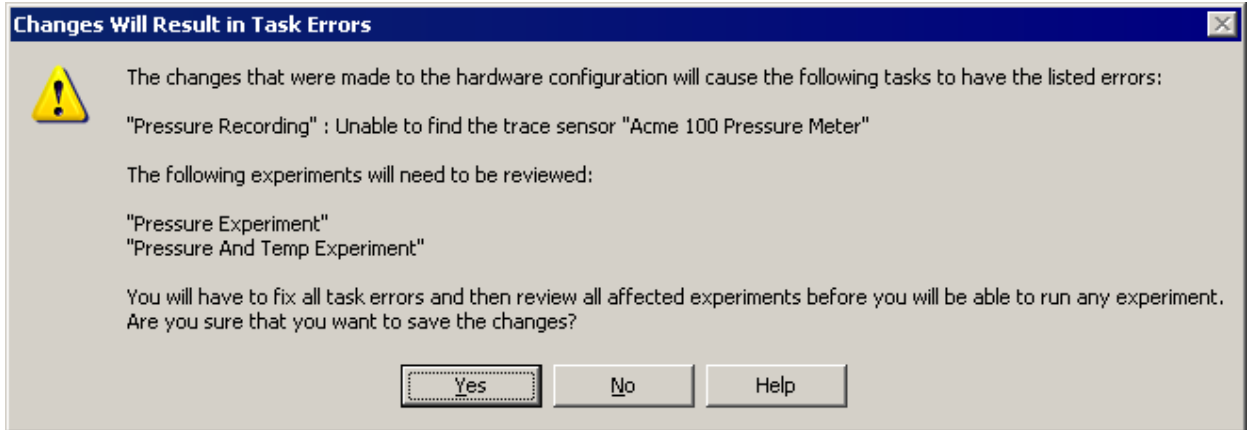 Changes Will Result in Task Errors
The changes that were made to the hardware configuration will cause the following tasks to have the listed errors:
"Pressure Recording" : Unable to find the trace sensor "Acme 100 Pressure Meter"
The following experiments will need to be reviewed:
"Pressure Experiment"
"Pressure And Temp Experiment"
You will have to fix all task errors and then review all affected experiments before you will be able to run any experiment.
Are you sure that you want to save the changes?
Yes No Help